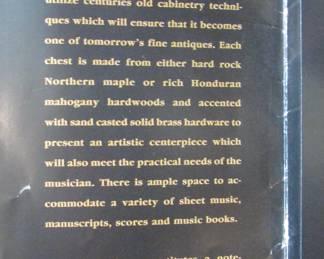 utilize centuries old cabinetry techni-
ques which will ensure that it becomes
one of tomorrow's fine antiques. Each
chest is made from either hard rock
Northern maple or rich Honduran
mahogany hardwoods and accented
with sand casted solid brass hardware to
present an artistic centerpiece which
will also meet the practical needs of the
musician. There is ample space to ac-
commodate a variety of sheet music,
manuscripts, scores and music books.
a note-